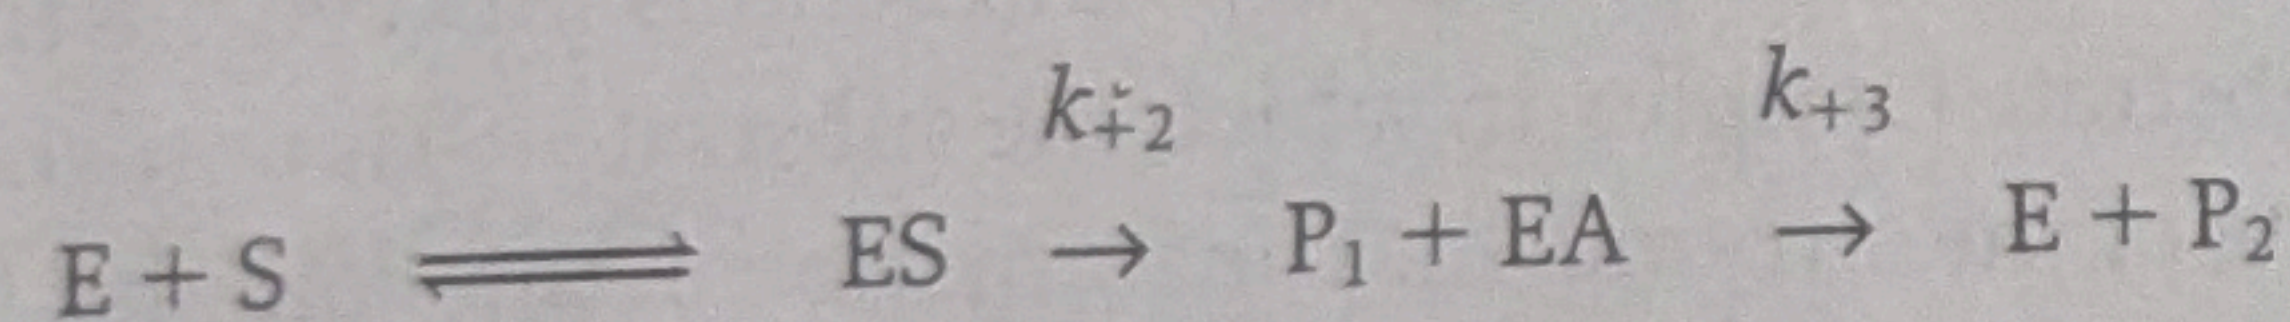 k₊₂ k₊₃
E + S ⇌ ES → P₁ + EA → E + P₂